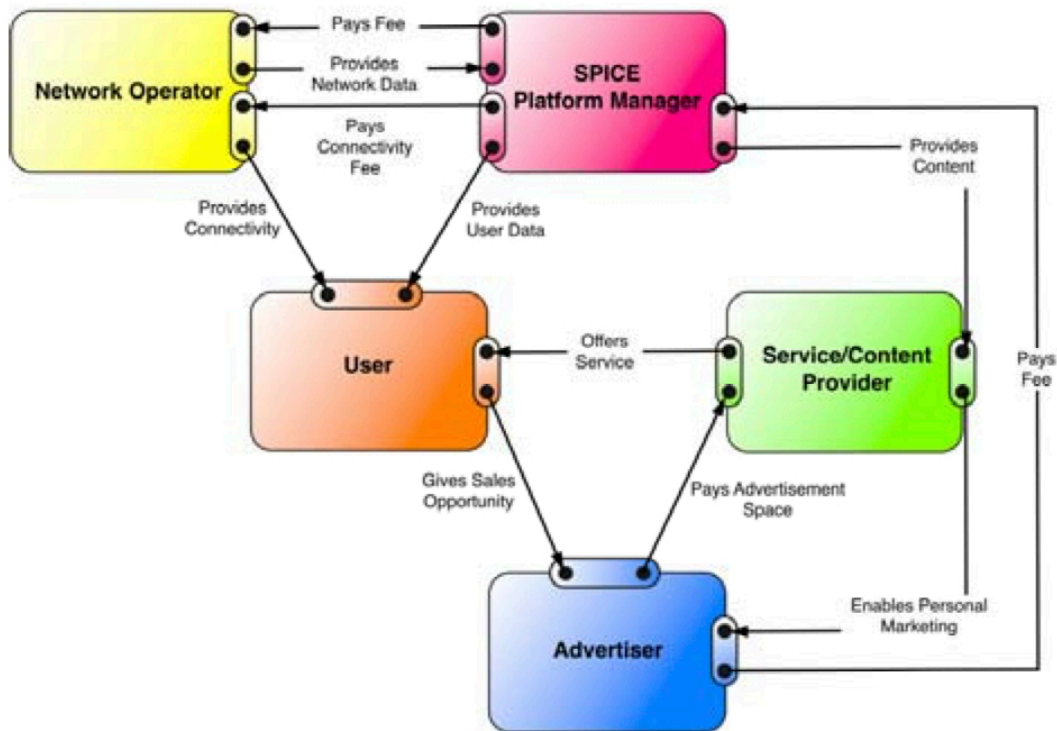 Pays Fee
Provides
Network Data
Network Operator
SPICE
Platform Manager
Pays
Connectivity
Fee
Provides
Content
Provides
Connectivity
Provides
User Data
User
Offers
Service
Service/Content
Provider
Pays
Fee
Gives Sales
Opportunity
Pays Advertisement
Space
Enables Personal
Marketing
Advertiser